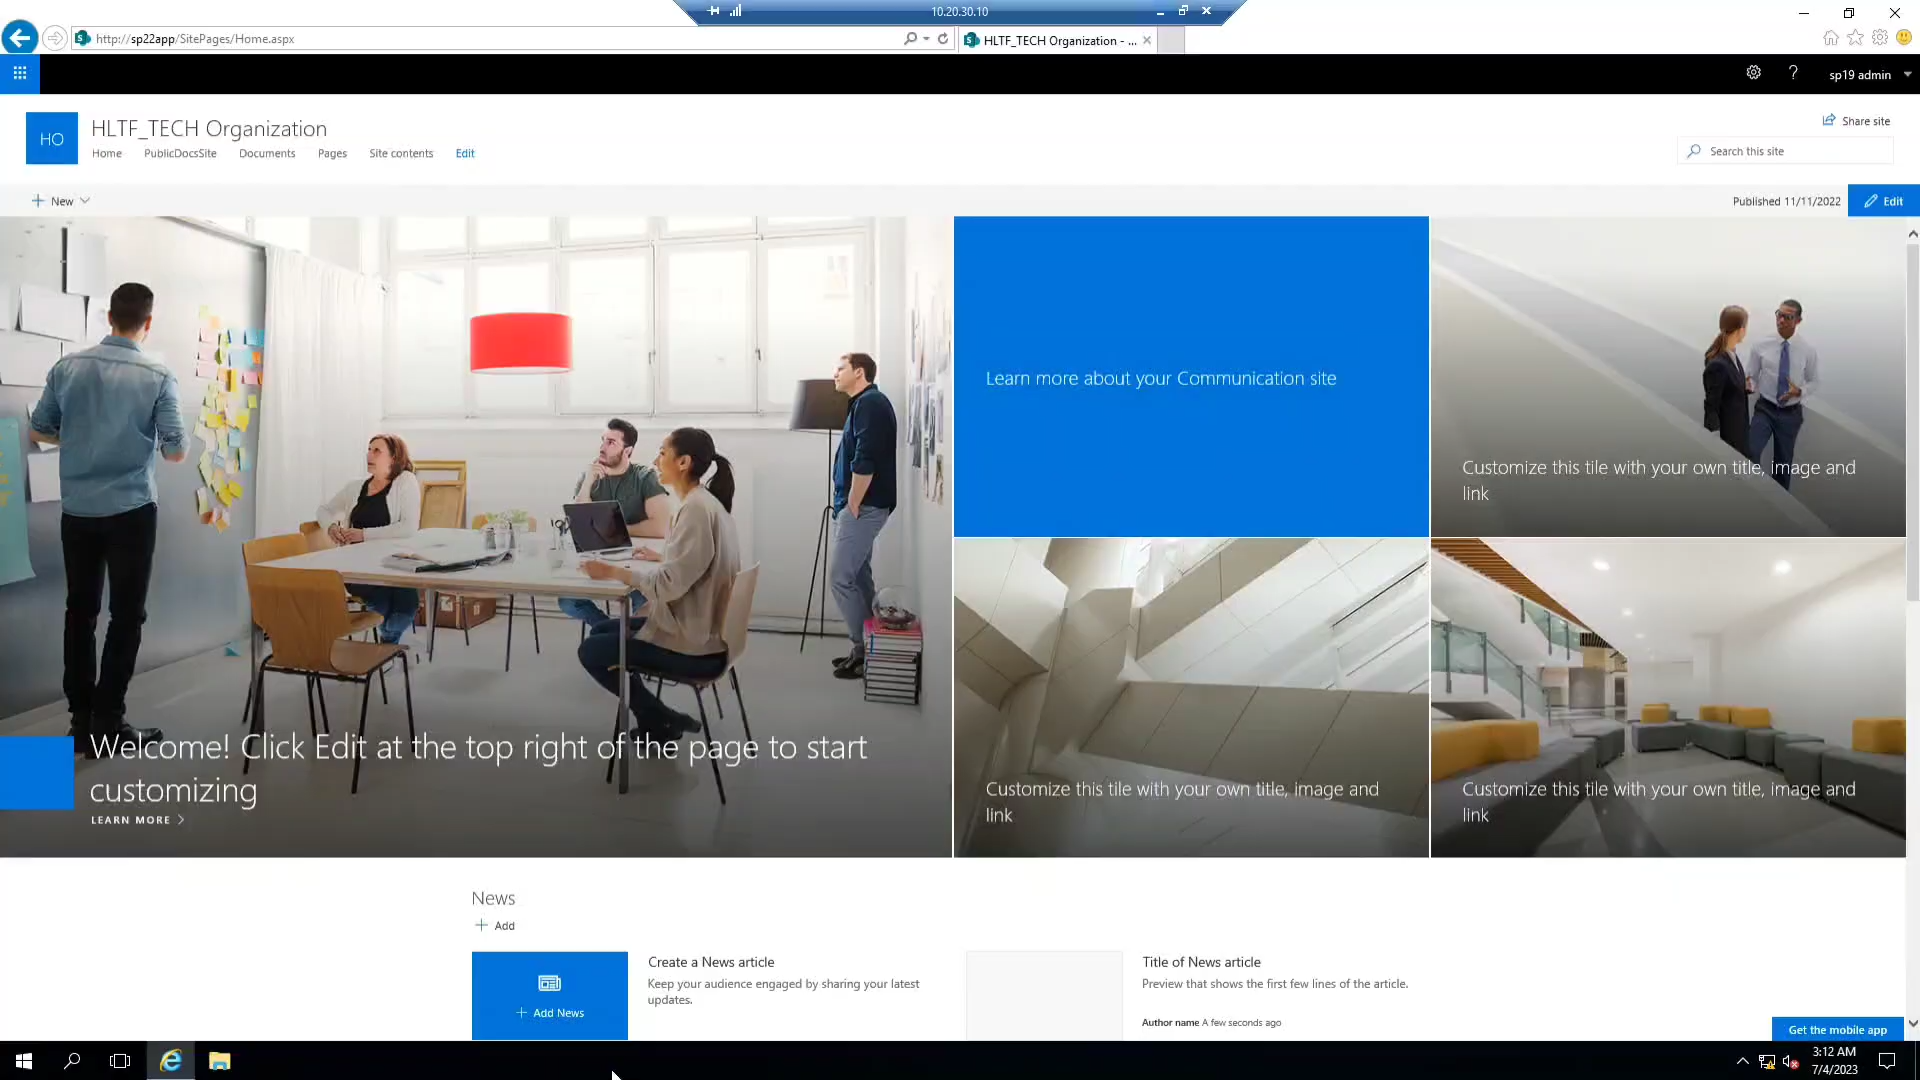 10.20.30.10
http://sp22app/SitePages/Home.aspx
HLTF_TECH Organization - ...
sp19 admin
HO
HLTF_TECH Organization
Home PublicDocsSite Documents Pages Site contents Edit
Share site
Search this site
New
Published 11/11/2022
Edit
Learn more about your Communication site
Customize this tile with your own title, image and
link
Welcome! Click Edit at the top right of the page to start
customizing
LEARN MORE
Customize this tile with your own title, image and
link
Customize this tile with your own title, image and
link
News
Add
Add News
Create a News article
Keep your audience engaged by sharing your latest
updates.
Title of News article
Preview that shows the first few lines of the article.
Author name A few seconds ago
Get the mobile app
3:12 AM
7/4/2023